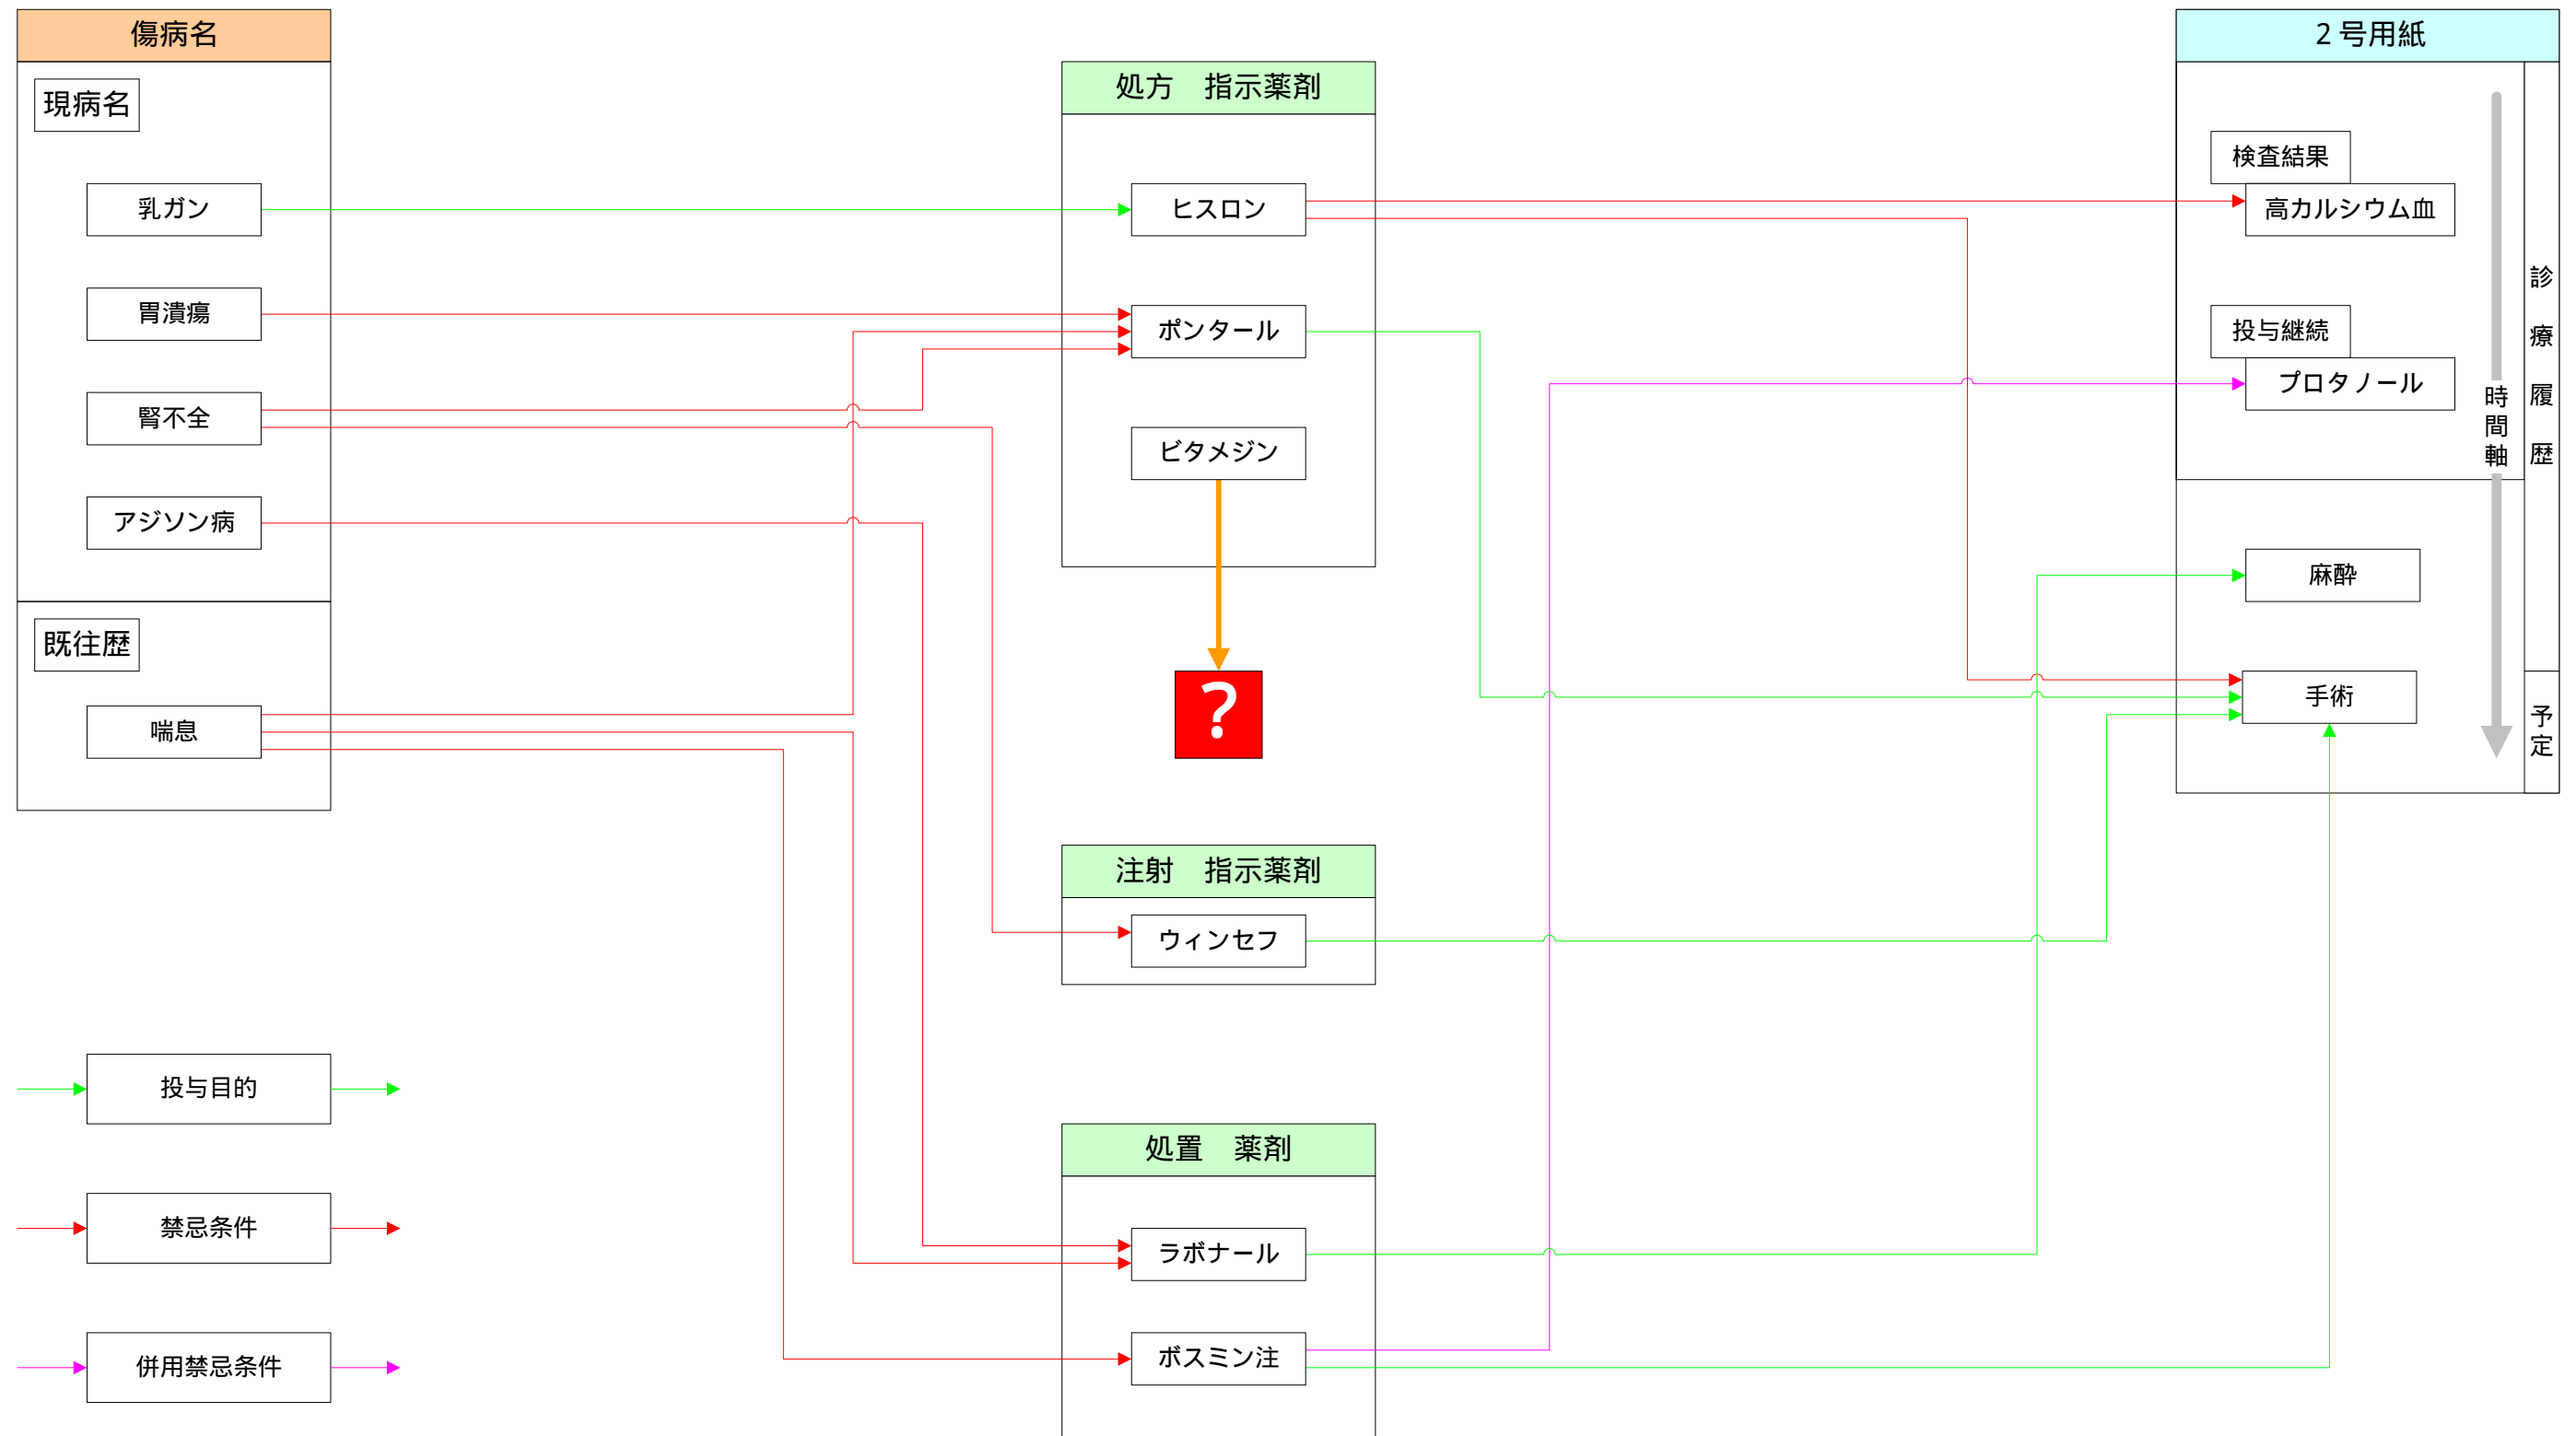 傷病名
現病名
乳ガン
胃潰瘍
腎不全
アジソン病
既往歴
喘息
投与目的
禁忌条件
併用禁忌条件
処方　指示薬剤
ヒスロン
ポンタール
ビタメジン
?
注射　指示薬剤
ウィンセフ
処置　薬剤
ラボナール
ボスミン注
2 号用紙
検査結果
高カルシウム血
投与継続
プロタノール
麻酔
手術
時間軸
診療履歴
予定